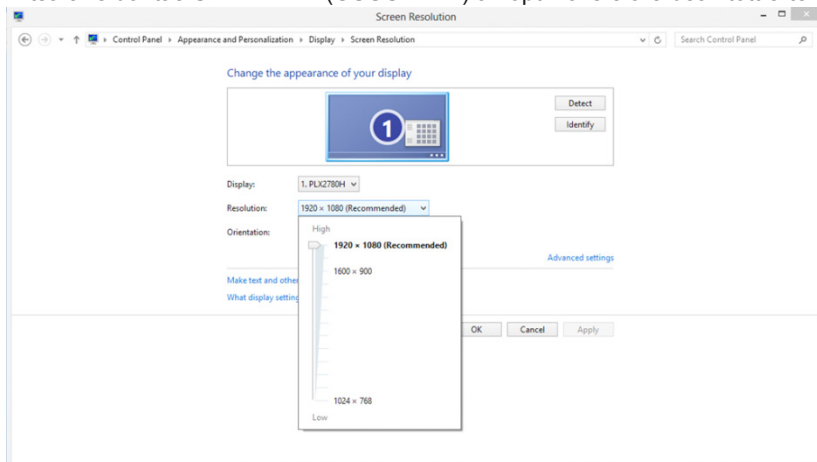 Screen Resolution
Control Panel ▸ Appearance and Personalization ▸ Display ▸ Screen Resolution
Search Control Panel
Change the appearance of your display
1
Detect
Identify
Display: 1. PLX2780H
Resolution: 1920 × 1080 (Recommended)
Orientation:
High
1920 × 1080 (Recommended)
1600 × 900
1024 × 768
Low
Advanced settings
Make text and other
What display setting
OK Cancel Apply